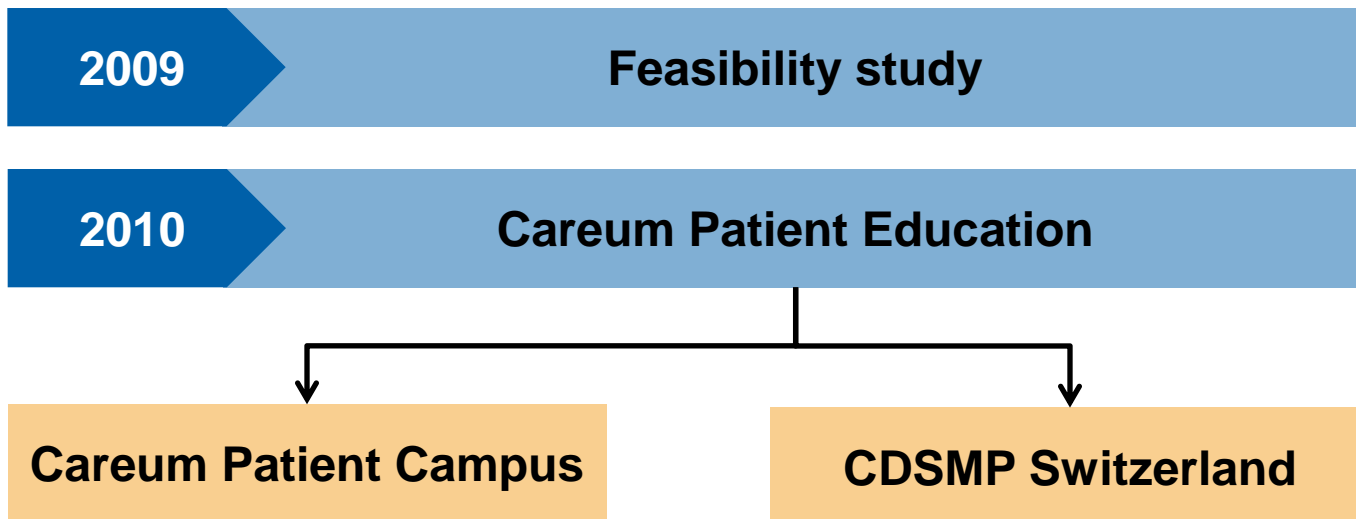 2009
Feasibility study
2010
Careum Patient Education
Careum Patient Campus
CDSMP Switzerland